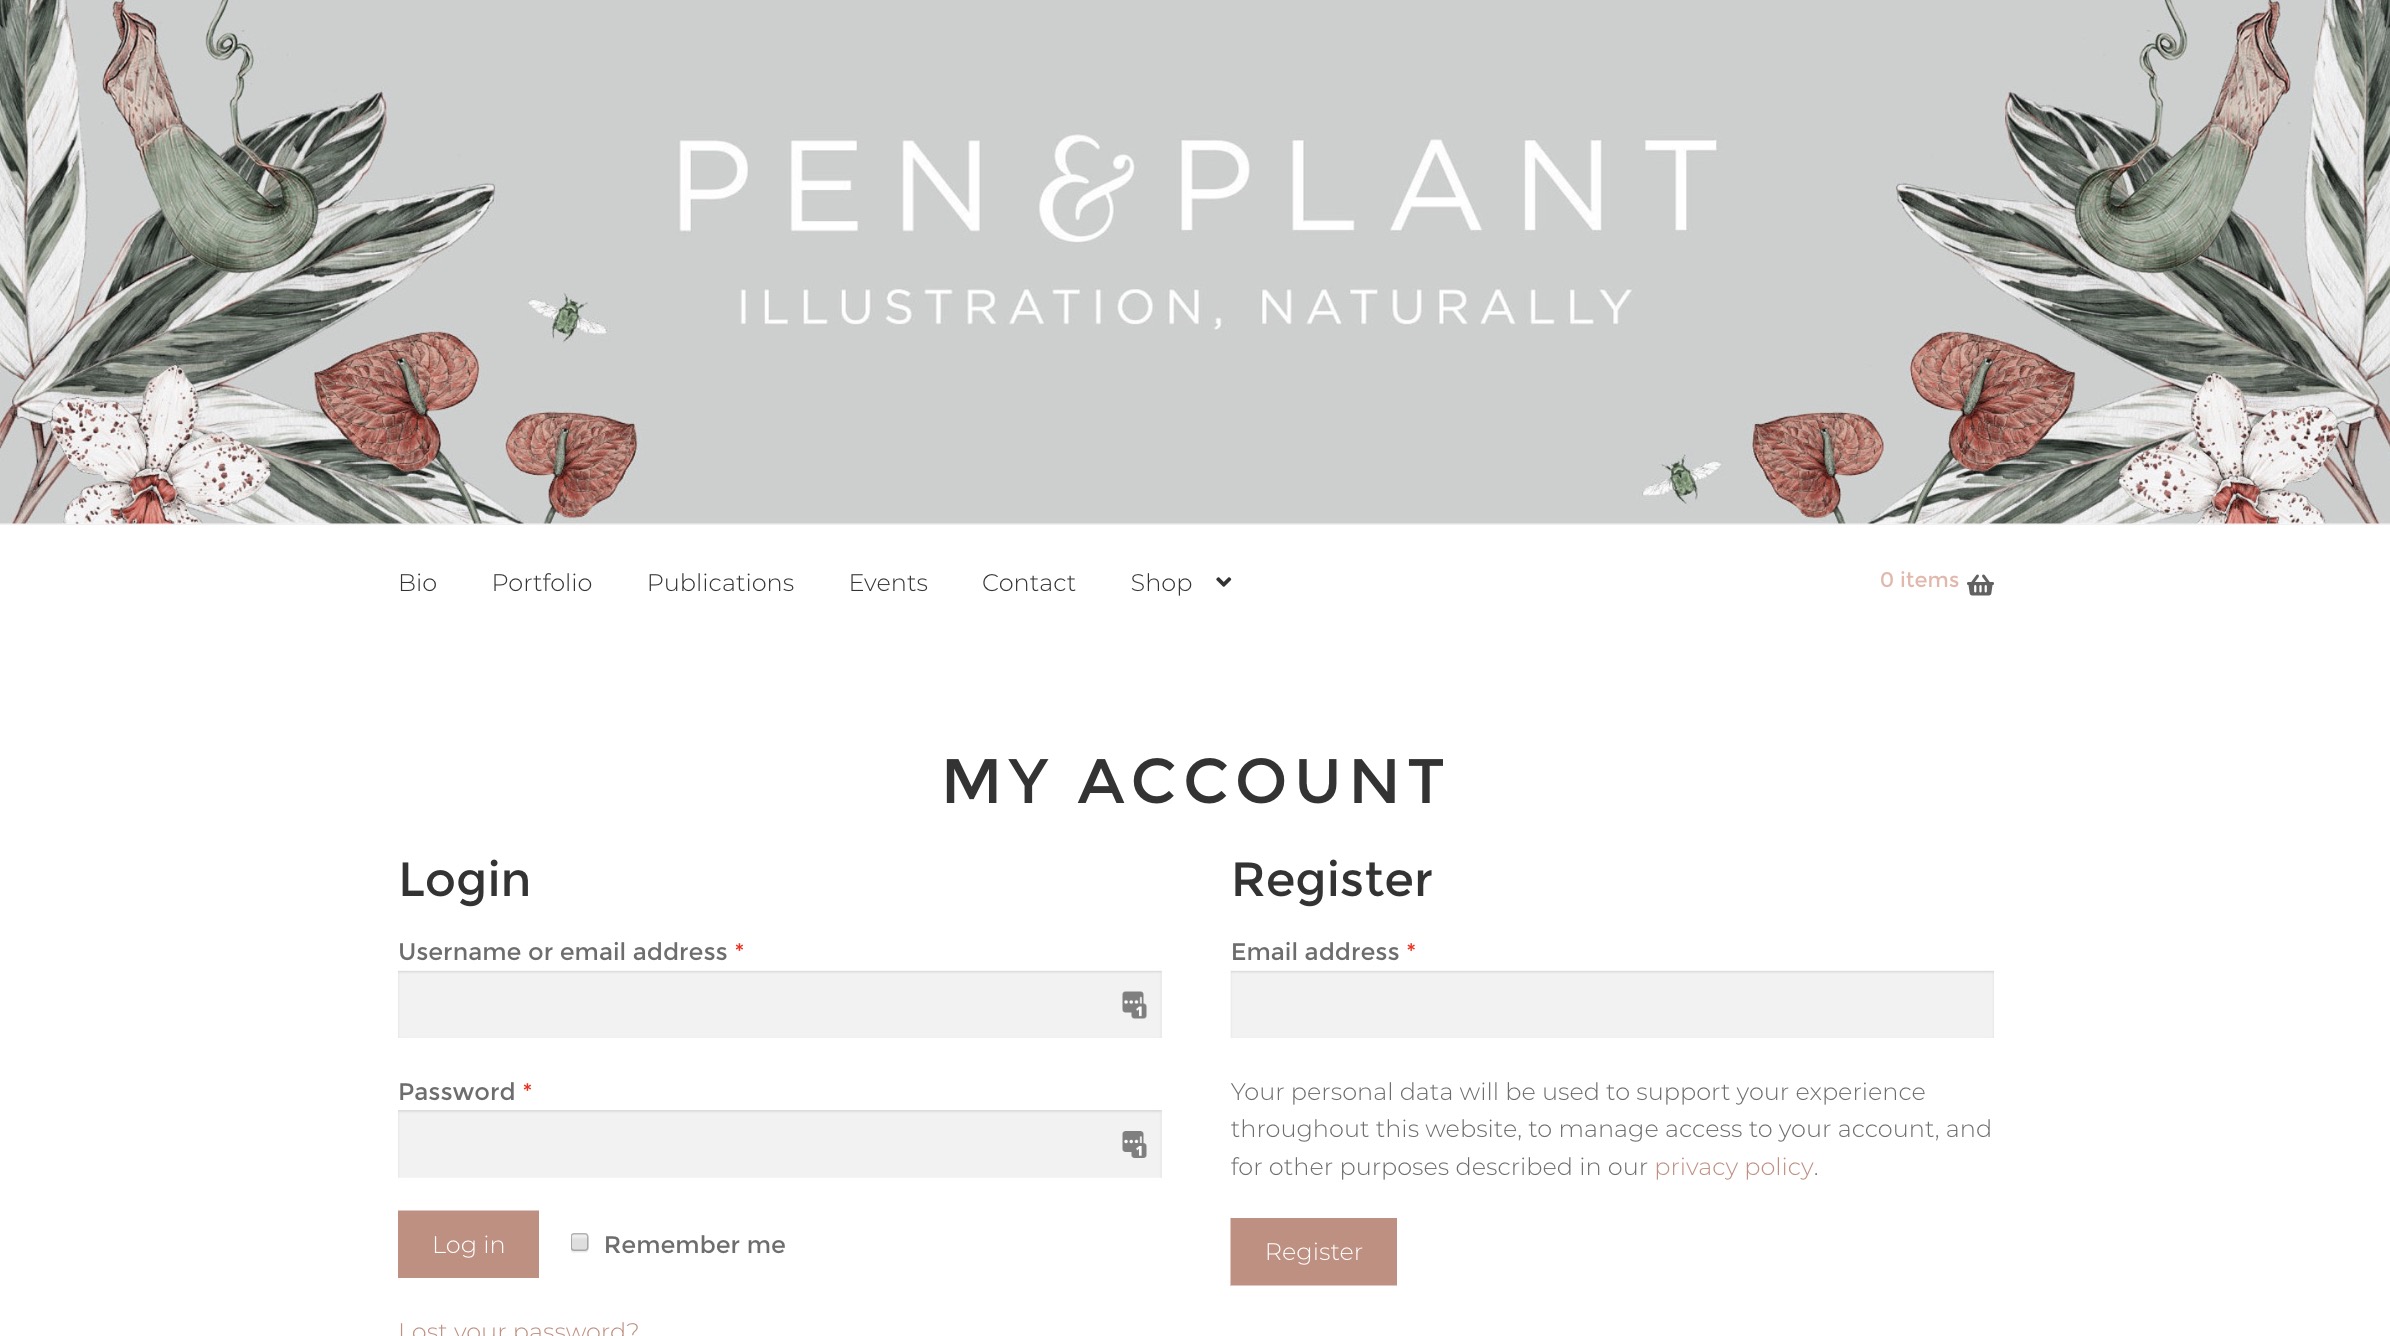 PEN & PLANT
ILLUSTRATION, NATURALLY
Bio Portfolio Publications Events Contact Shop 0 items
MY ACCOUNT
Login
Username or email address *
Password *
Log in Remember me
Lost your password?
Register
Email address *
Your personal data will be used to support your experience
throughout this website, to manage access to your account, and
for other purposes described in our privacy policy.
Register